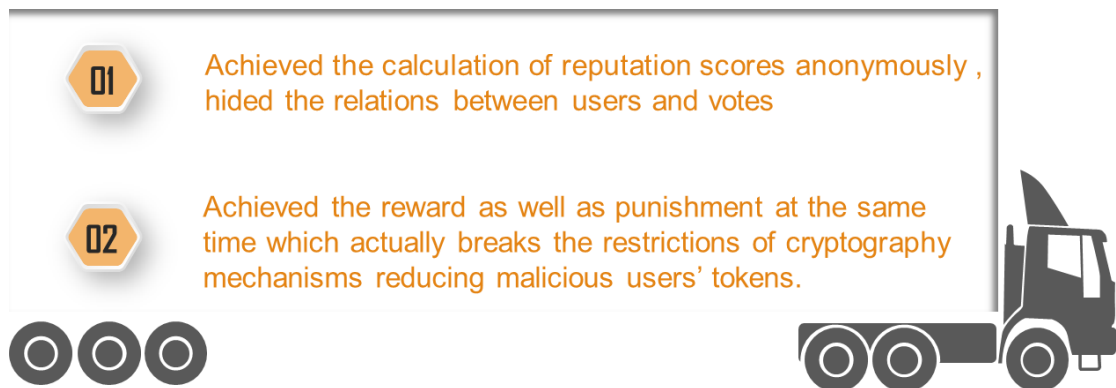 01
Achieved the calculation of reputation scores anonymously ,
hided the relations between users and votes
02
Achieved the reward as well as punishment at the same
time which actually breaks the restrictions of cryptography
mechanisms reducing malicious users’ tokens.